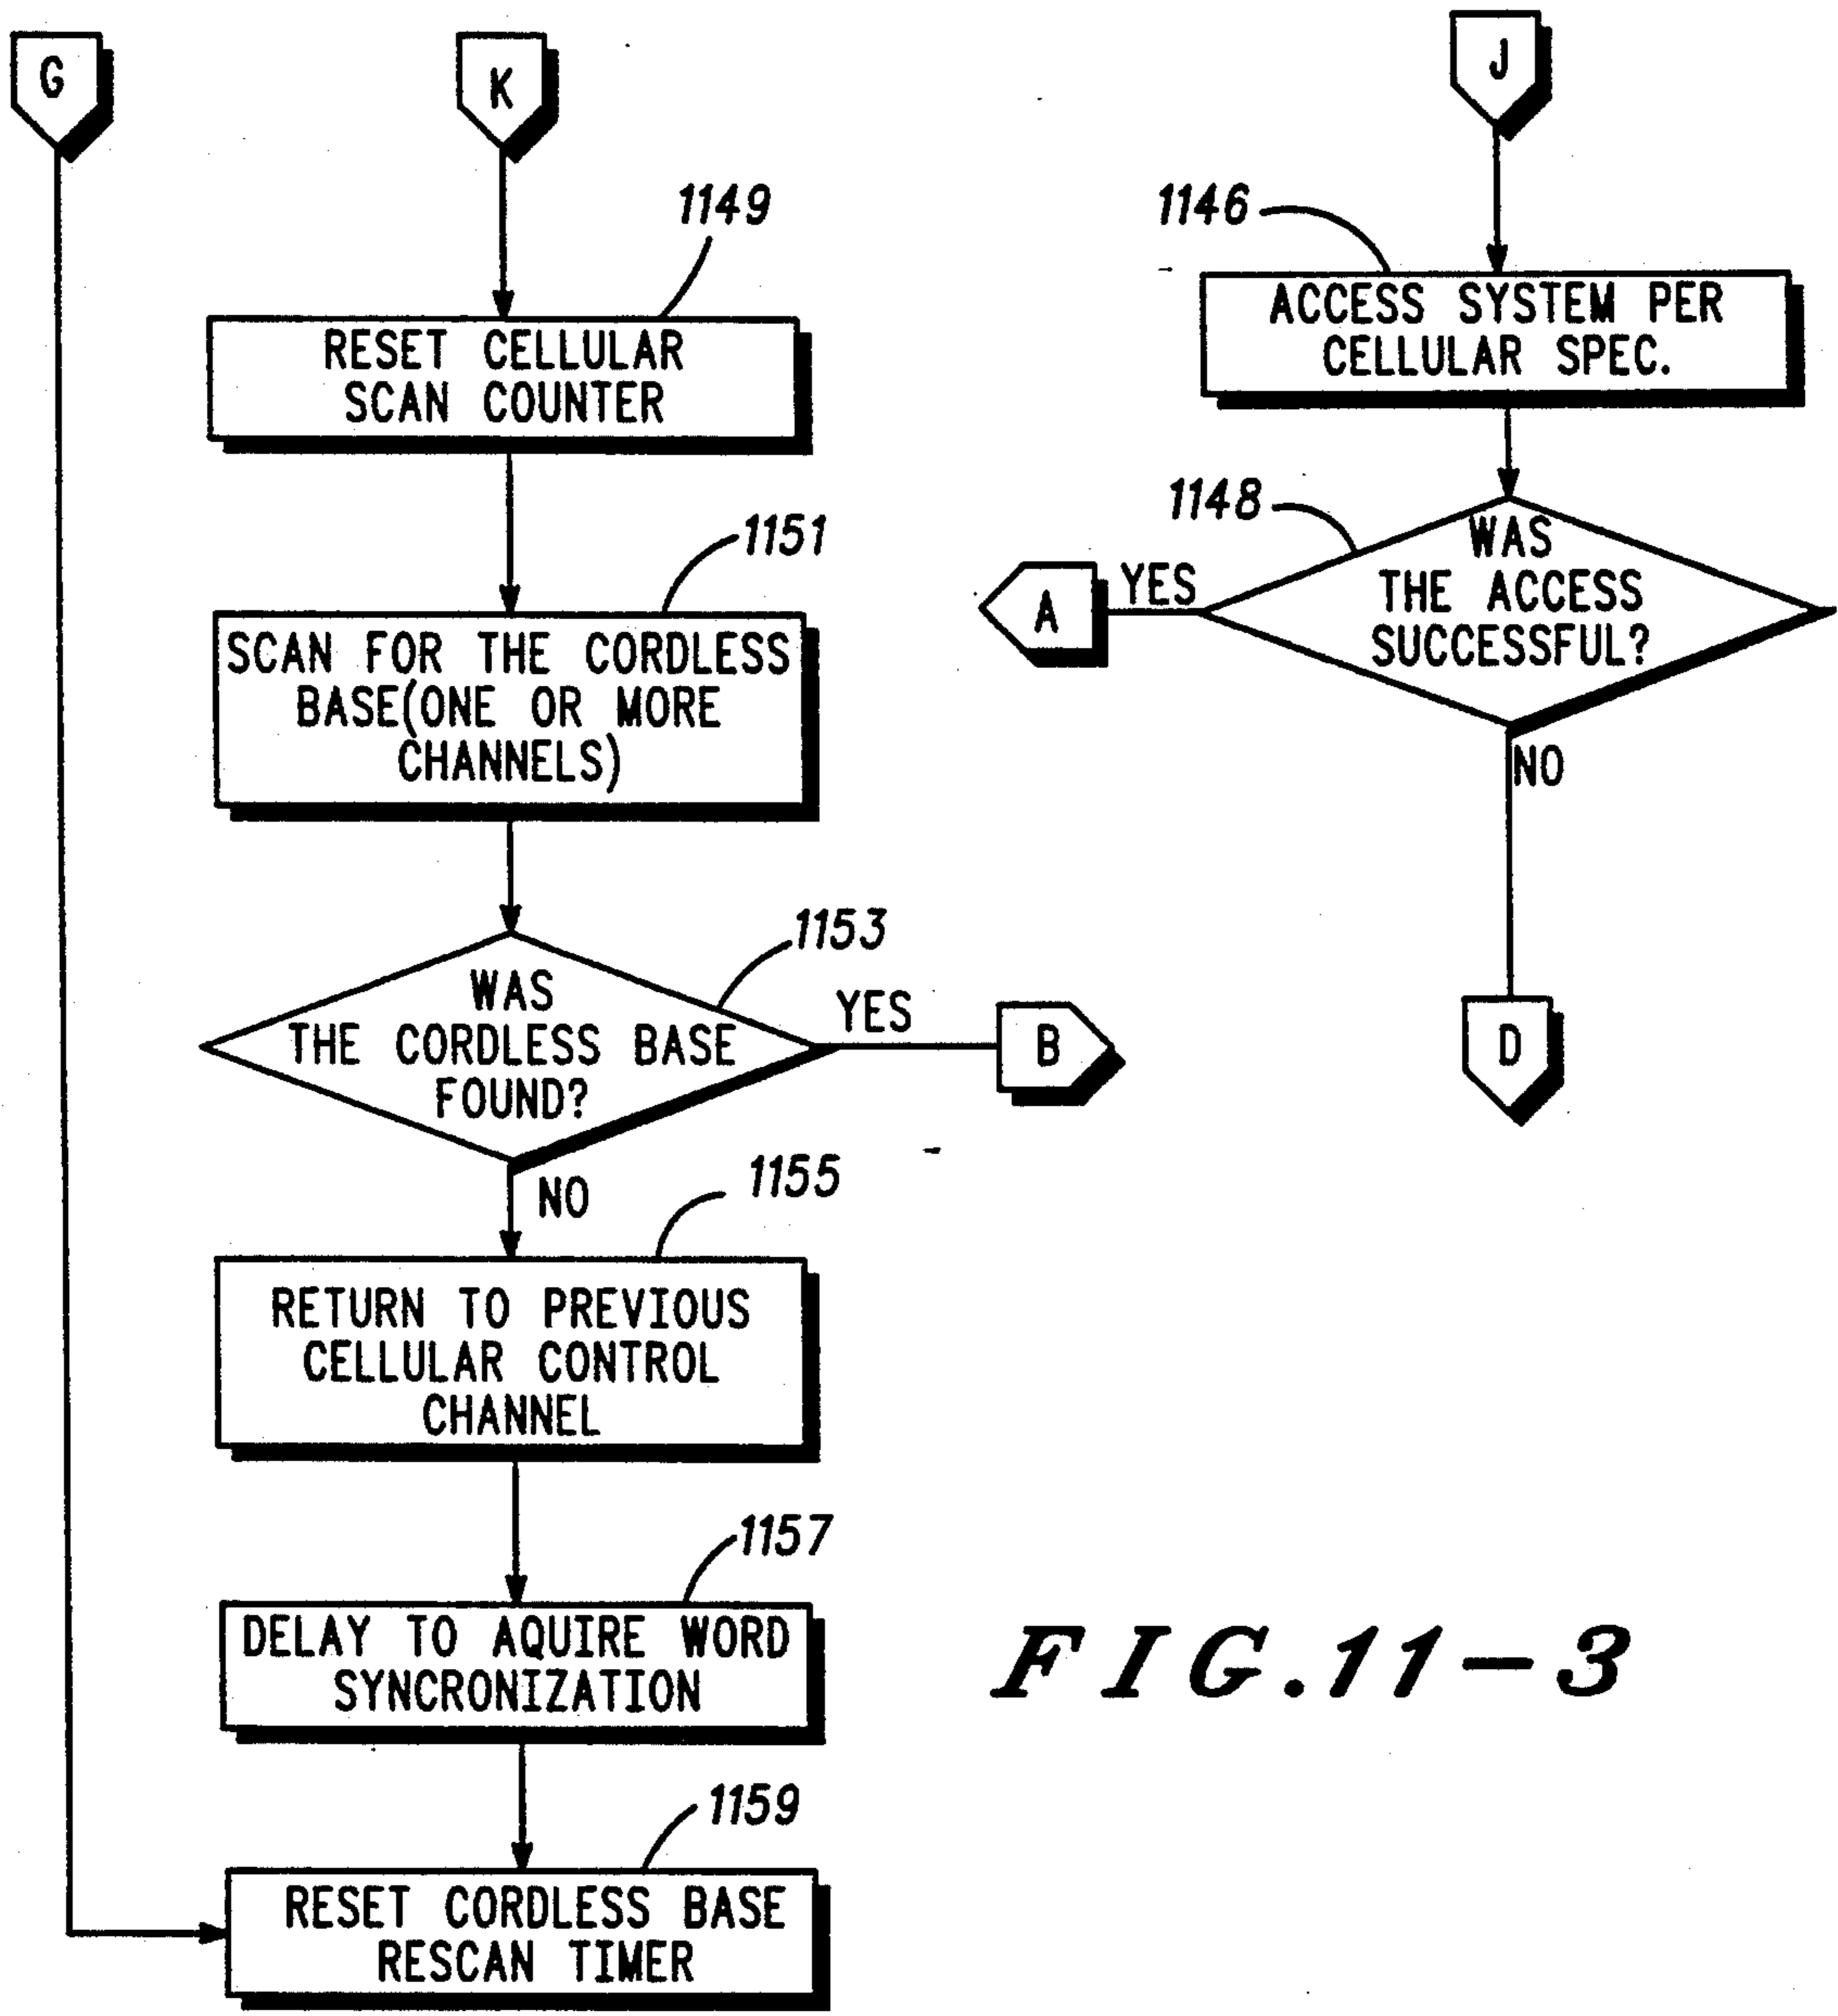 G
K
J
1149
RESET CELLULAR
SCAN COUNTER
1151
SCAN FOR THE CORDLESS
BASE(ONE OR MORE
CHANNELS)
1153
WAS
THE CORDLESS BASE
FOUND?
YES
B
NO
1155
RETURN TO PREVIOUS
CELLULAR CONTROL
CHANNEL
1157
DELAY TO AQUIRE WORD
SYNCRONIZATION
1159
RESET CORDLESS BASE
RESCAN TIMER
1146
ACCESS SYSTEM PER
CELLULAR SPEC.
1148
WAS
THE ACCESS
SUCCESSFUL?
YES
A
NO
D
FIG.11-3